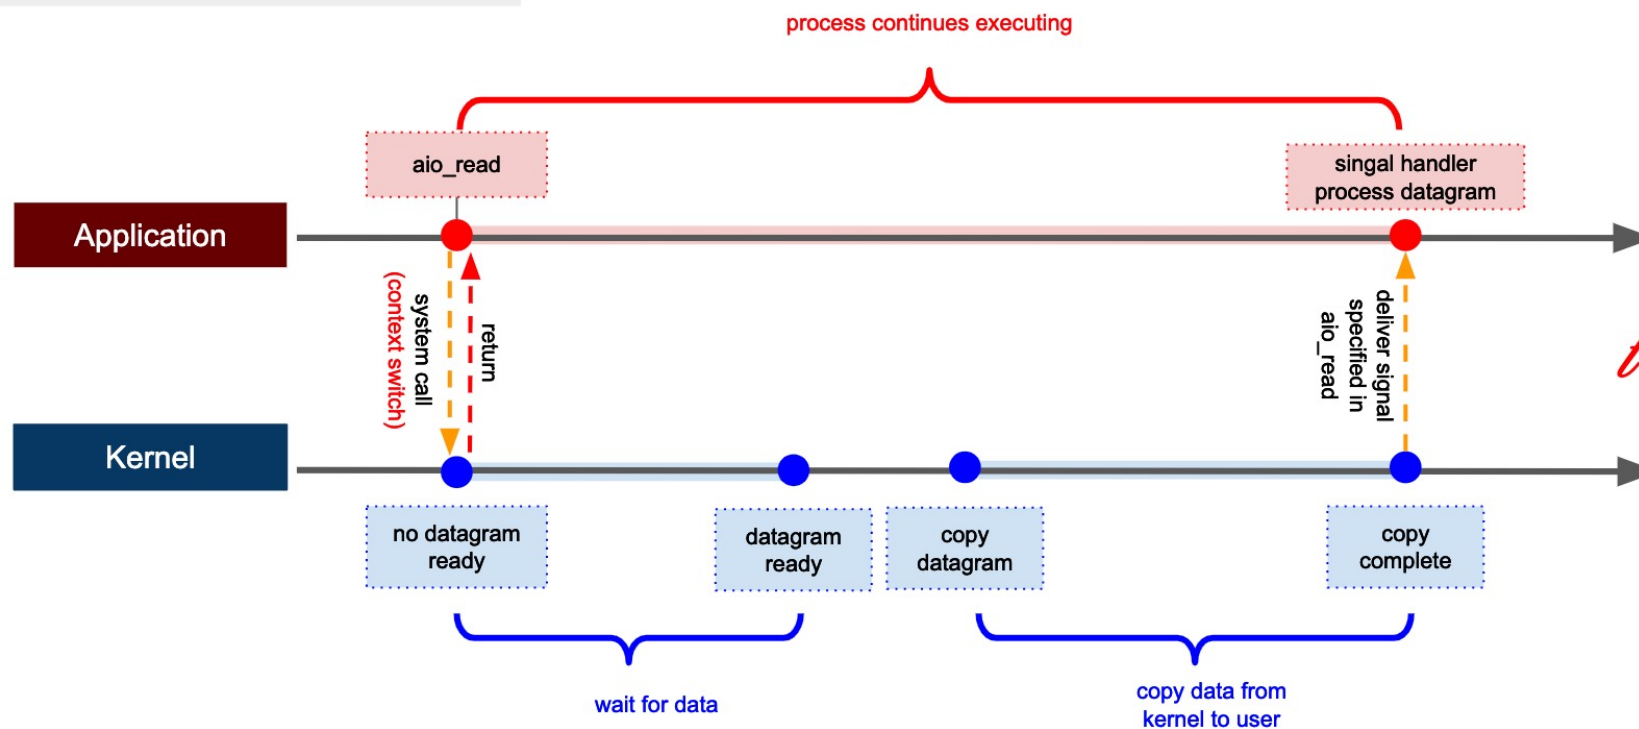 process continues executing
aio_read
singal handler
process datagram
Application
system call
(context switch)
return
deliver signal
specified in
aio_read
t
Kernel
no datagram
ready
datagram
ready
copy
datagram
copy
complete
wait for data
copy data from
kernel to user